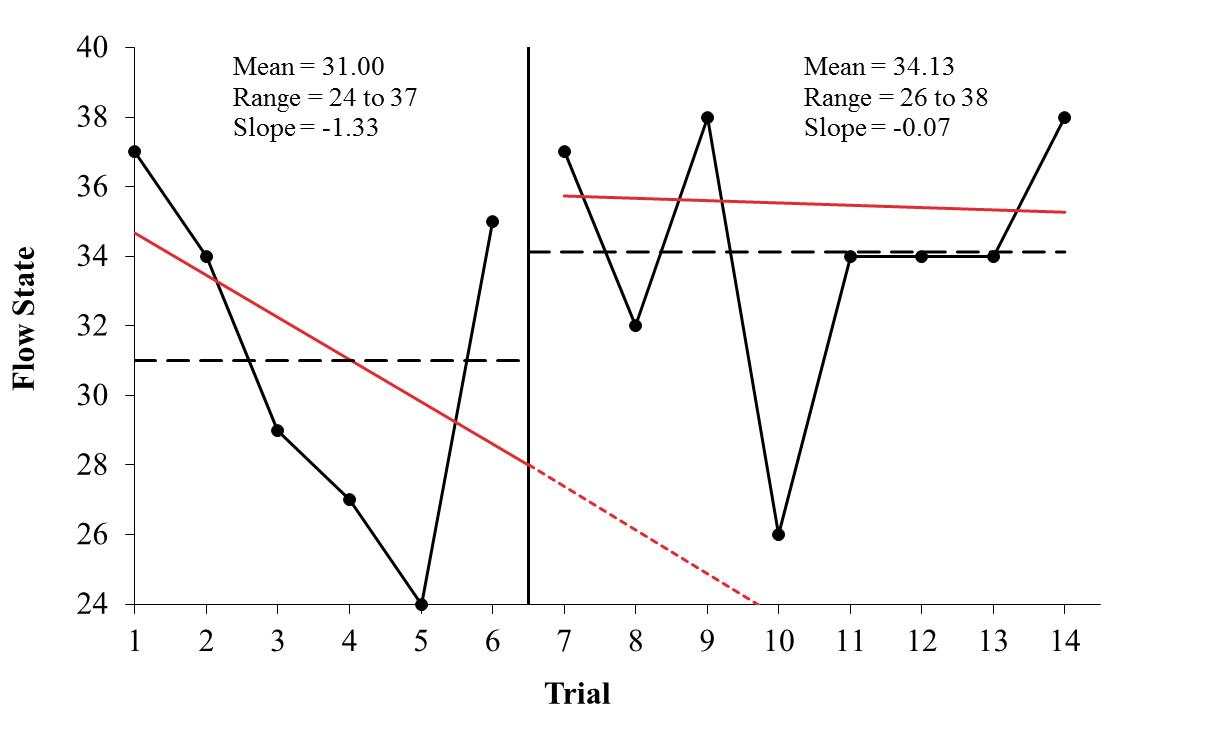 40
38
36
34
32
30
28
26
24
Flow State
Mean = 31.00
Range = 24 to 37
Slope = -1.33
Mean = 34.13
Range = 26 to 38
Slope = -0.07
1 2 3 4 5 6 7 8 9 10 11 12 13 14
Trial